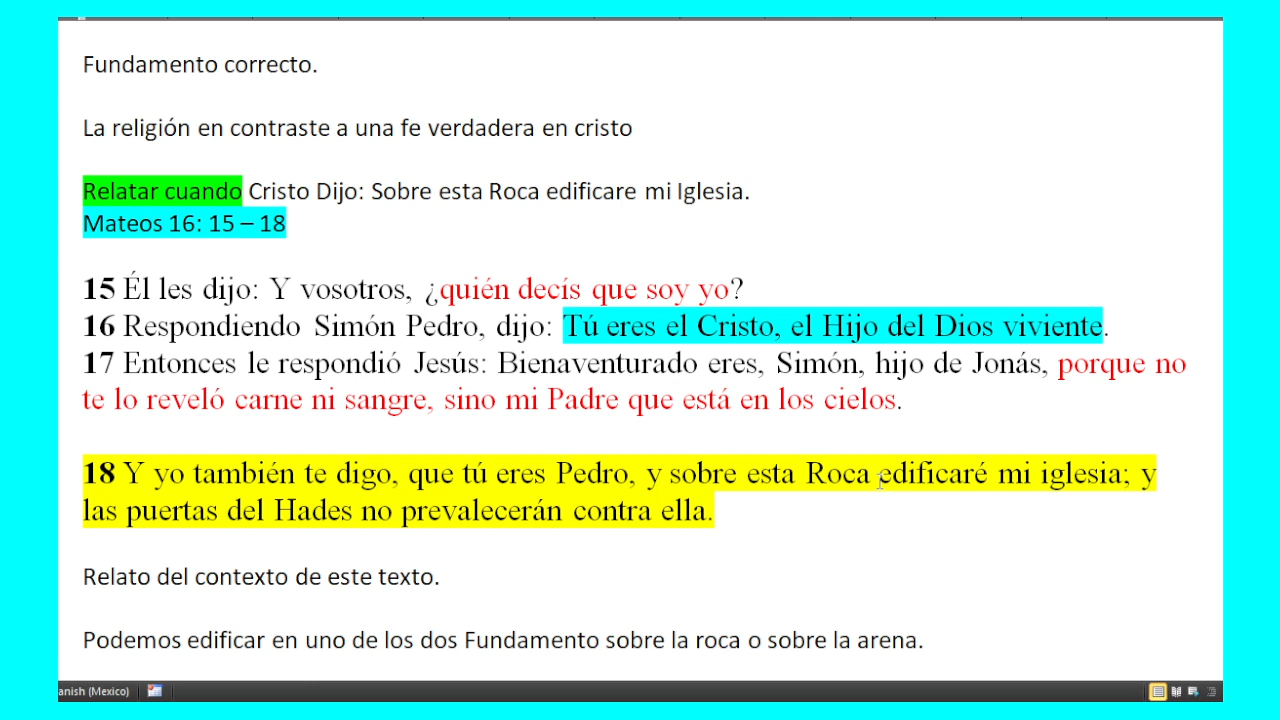 Fundamento correcto.
La religión en contraste a una fe verdadera en cristo
Relatar cuando Cristo Dijo: Sobre esta Roca edificare mi Iglesia.
Mateos 16: 15 – 18
15 Él les dijo: Y vosotros, ¿quién decís que soy yo?
16 Respondiendo Simón Pedro, dijo: Tú eres el Cristo, el Hijo del Dios viviente.
17 Entonces le respondió Jesús: Bienaventurado eres, Simón, hijo de Jonás, porque no
te lo reveló carne ni sangre, sino mi Padre que está en los cielos.
18 Y yo también te digo, que tú eres Pedro, y sobre esta Roca edificaré mi iglesia; y
las puertas del Hades no prevalecerán contra ella.
Relato del contexto de este texto.
Podemos edificar en uno de los dos Fundamento sobre la roca o sobre la arena.
anish (Mexico)